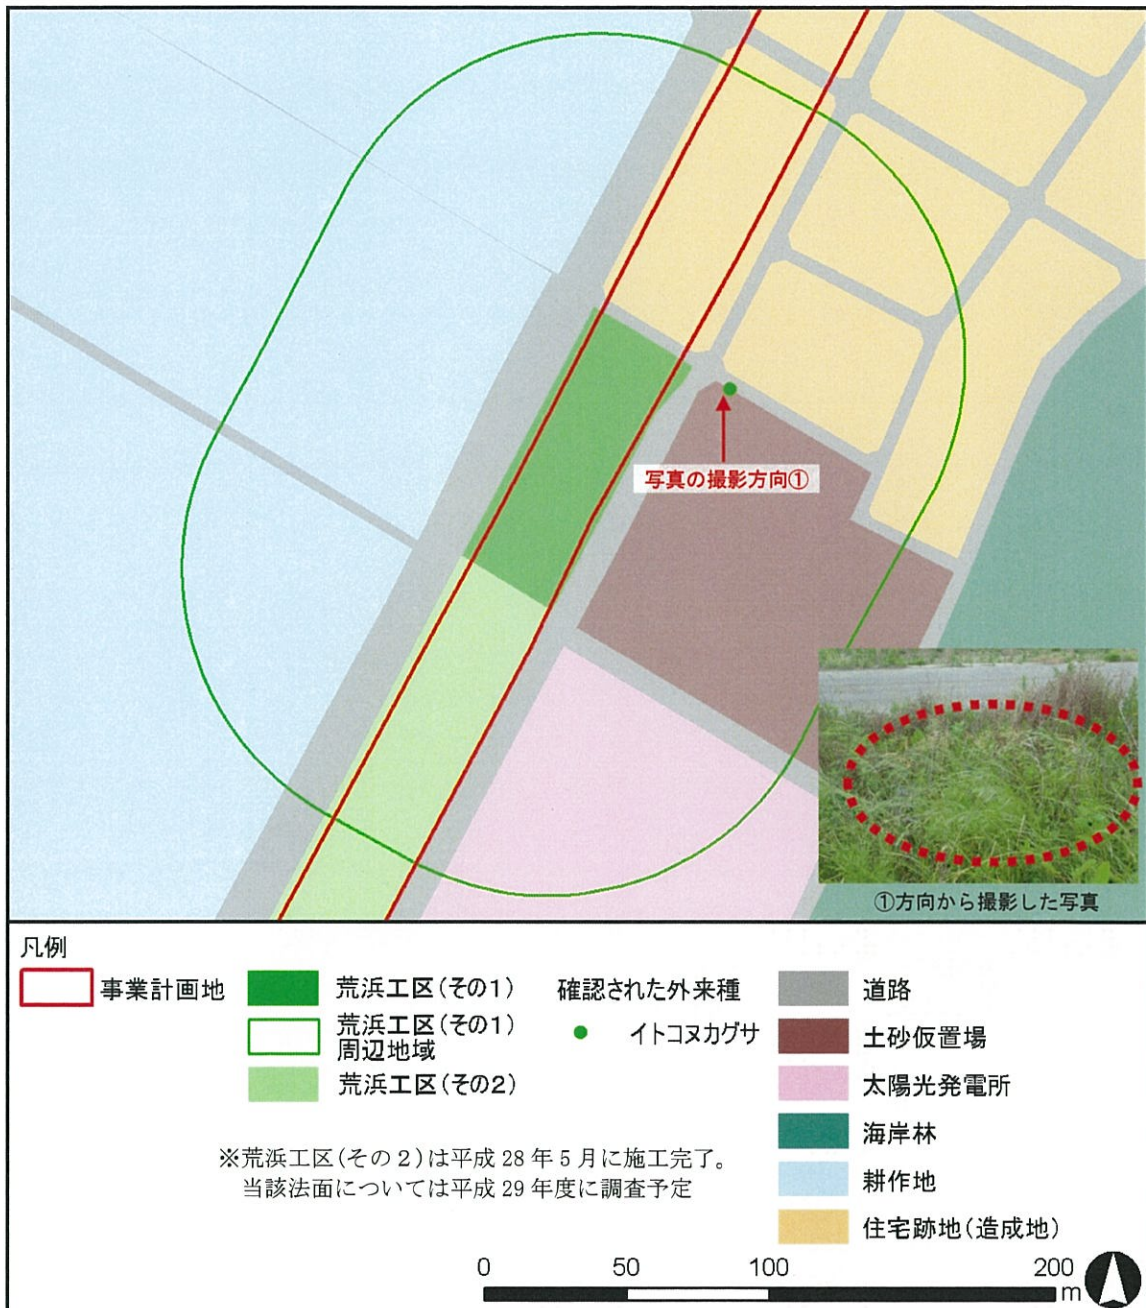 写真の撮影方向①
①方向から撮影した写真
凡例
事業計画地
荒浜工区(その1)
荒浜工区(その1)
周辺地域
荒浜工区(その2)
確認された外来種
イトコヌカグサ
道路
土砂仮置場
太陽光発電所
海岸林
耕作地
住宅跡地(造成地)
※荒浜工区(その2)は平成28年5月に施工完了。
当該法面については平成29年度に調査予定
0 50 100 200
m